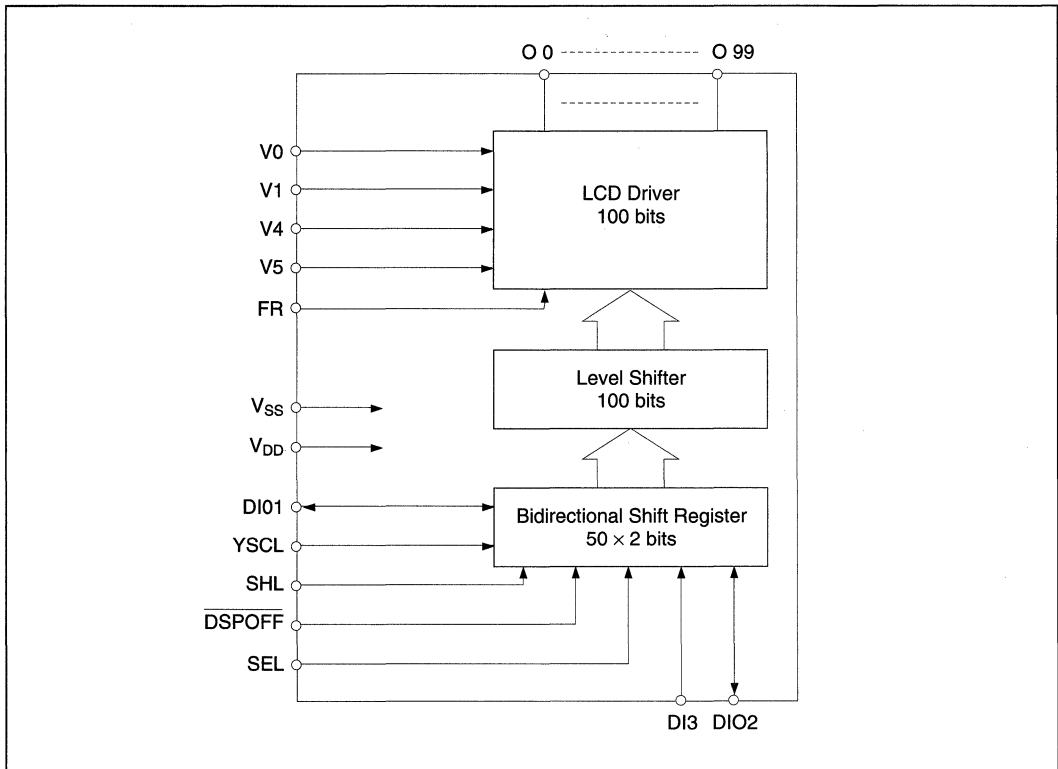 O 0 ---------------------- O 99
V0
V1
V4
V5
FR
LCD Driver
100 bits
Level Shifter
100 bits
VSS
VDD
DI01
YSCL
SHL
DSPOFF
SEL
Bidirectional Shift Register
50 × 2 bits
DI3 DIO2